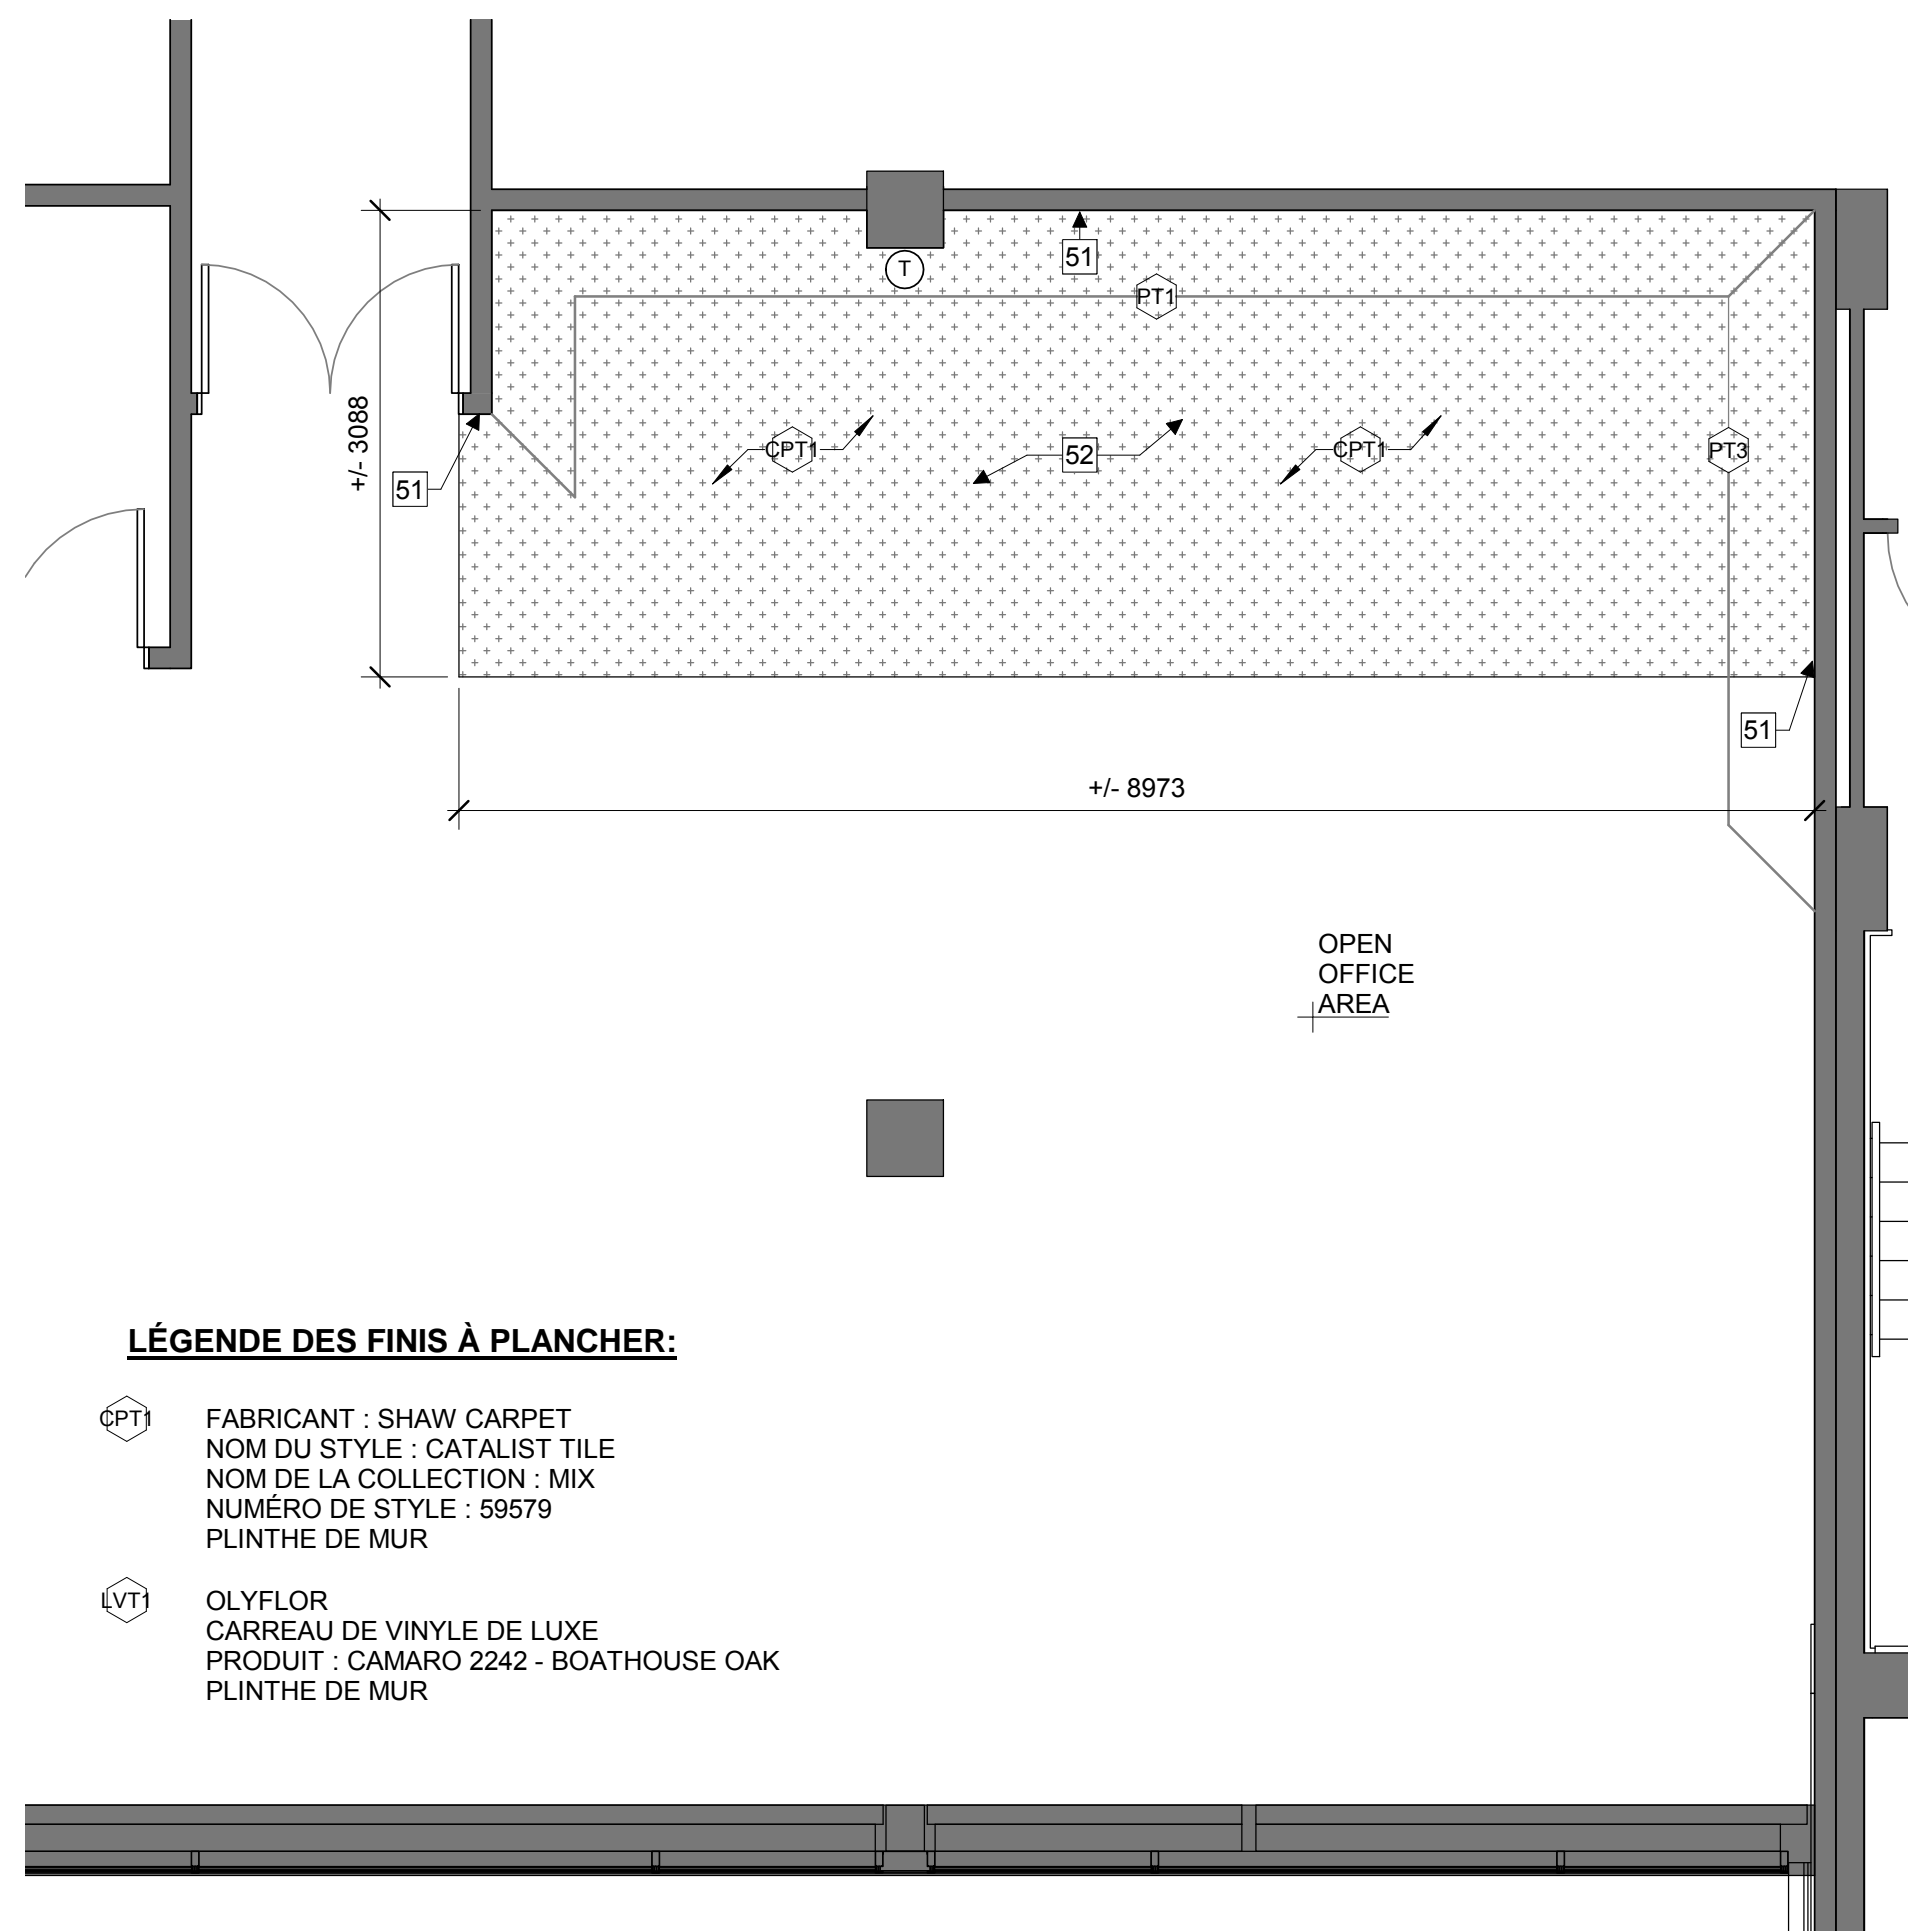 51
T
PT1
+/- 3088
CPT1
52
CPT1
PT3
51
51
+/- 8973
OPEN
OFFICE
AREA
LÉGENDE DES FINIS À PLANCHER:
CPT1
FABRICANT : SHAW CARPET
NOM DU STYLE : CATALIST TILE
NOM DE LA COLLECTION : MIX
NUMÉRO DE STYLE : 59579
PLINTHE DE MUR
LVT1
OLYFLOR
CARREAU DE VINYLE DE LUXE
PRODUIT : CAMARO 2242 - BOATHOUSE OAK
PLINTHE DE MUR